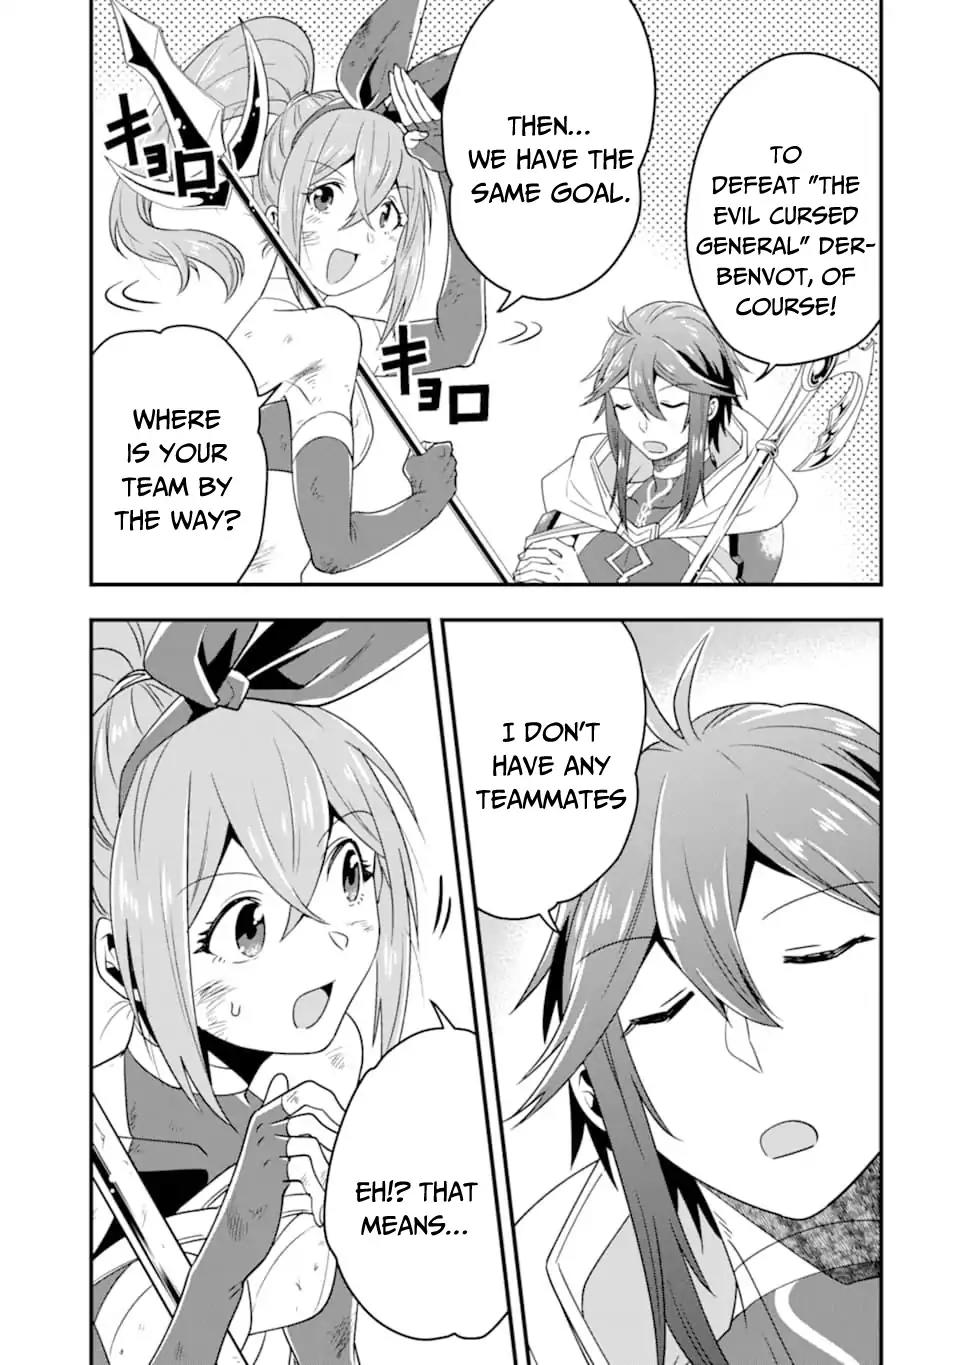 TO
DEFEAT "THE
EVIL CURSED
GENERAL" DER-
BENVOT, OF
COURSE!
THEN...
WE HAVE THE
SAME GOAL.
キョロ
キョロ
WHERE
IS YOUR
TEAM BY
THE WAY?
I DON'T
HAVE ANY
TEAMMATES
EH!? THAT
MEANS...